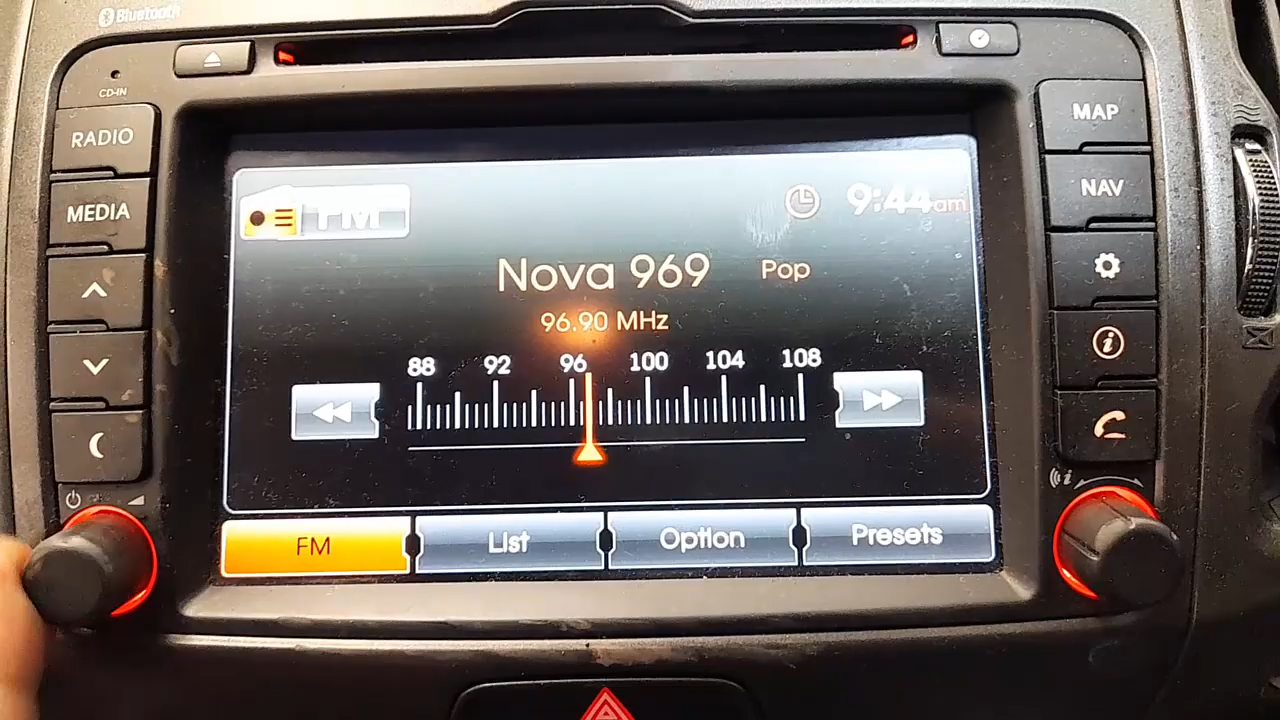 Bluetooth
CD-IN
RADIO
MEDIA
MAP
NAV
FM
9:44am
Nova 969 Pop
96.90 MHz
88 92 96 100 104 108
FM List Option Presets